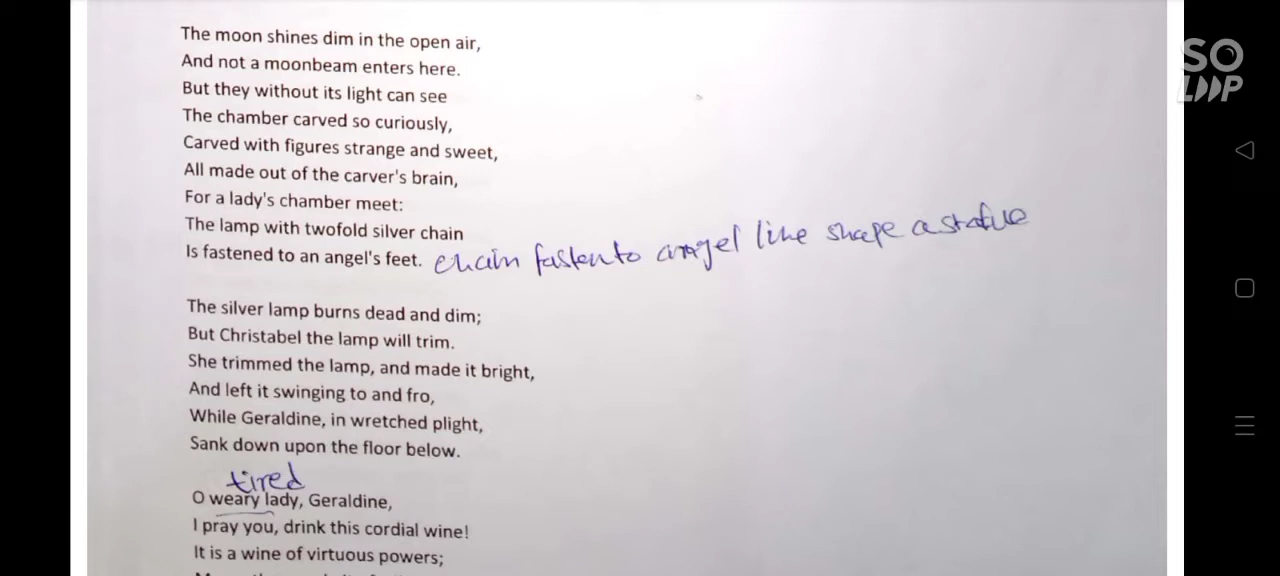 The moon shines dim in the open air,
And not a moonbeam enters here.
But they without its light can see
The chamber carved so curiously,
Carved with figures strange and sweet,
All made out of the carver's brain,
For a lady's chamber meet:
The lamp with twofold silver chain
Is fastened to an angel's feet. chain fasten to angel like shape a statue
The silver lamp burns dead and dim;
But Christabel the lamp will trim.
She trimmed the lamp, and made it bright,
And left it swinging to and fro,
While Geraldine, in wretched plight,
Sank down upon the floor below.
tired
O weary lady, Geraldine,
I pray you, drink this cordial wine!
It is a wine of virtuous powers;
SO
LOOP